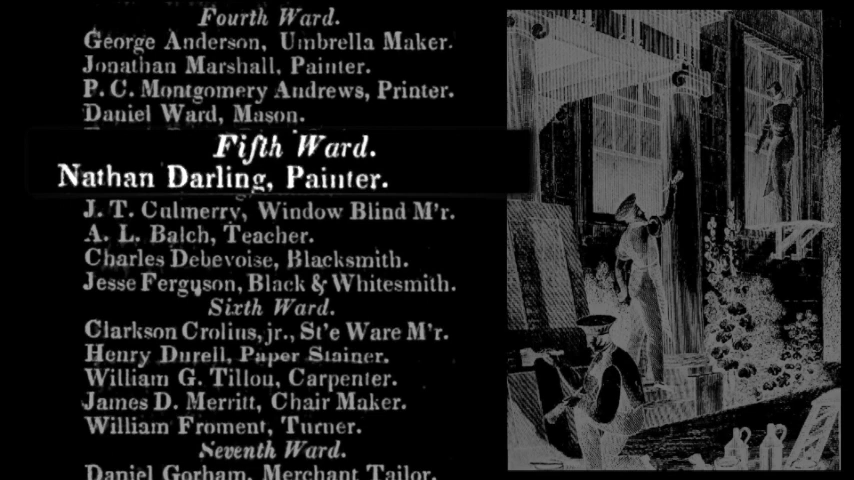 Fourth Ward.
George Anderson, Umbrella Maker.
Jonathan Marshall, Painter.
P. C. Montgomery Andrews, Printer.
Daniel Ward, Mason.
Fifth Ward.
Nathan Darling, Painter.
J. T. Culmerry, Window Blind M'r.
A. L. Balch, Teacher.
Charles Debevoise, Blacksmith.
Jesse Ferguson, Black & Whitesmith.
Sixth Ward.
Clarkson Crolius, jr., St'e Ware M'r.
Henry Durell, Paper Stainer.
William G. Tillou, Carpenter.
James D. Merritt, Chair Maker.
William Froment, Turner.
Seventh Ward.
Daniel Gorham, Merchant Tailor.